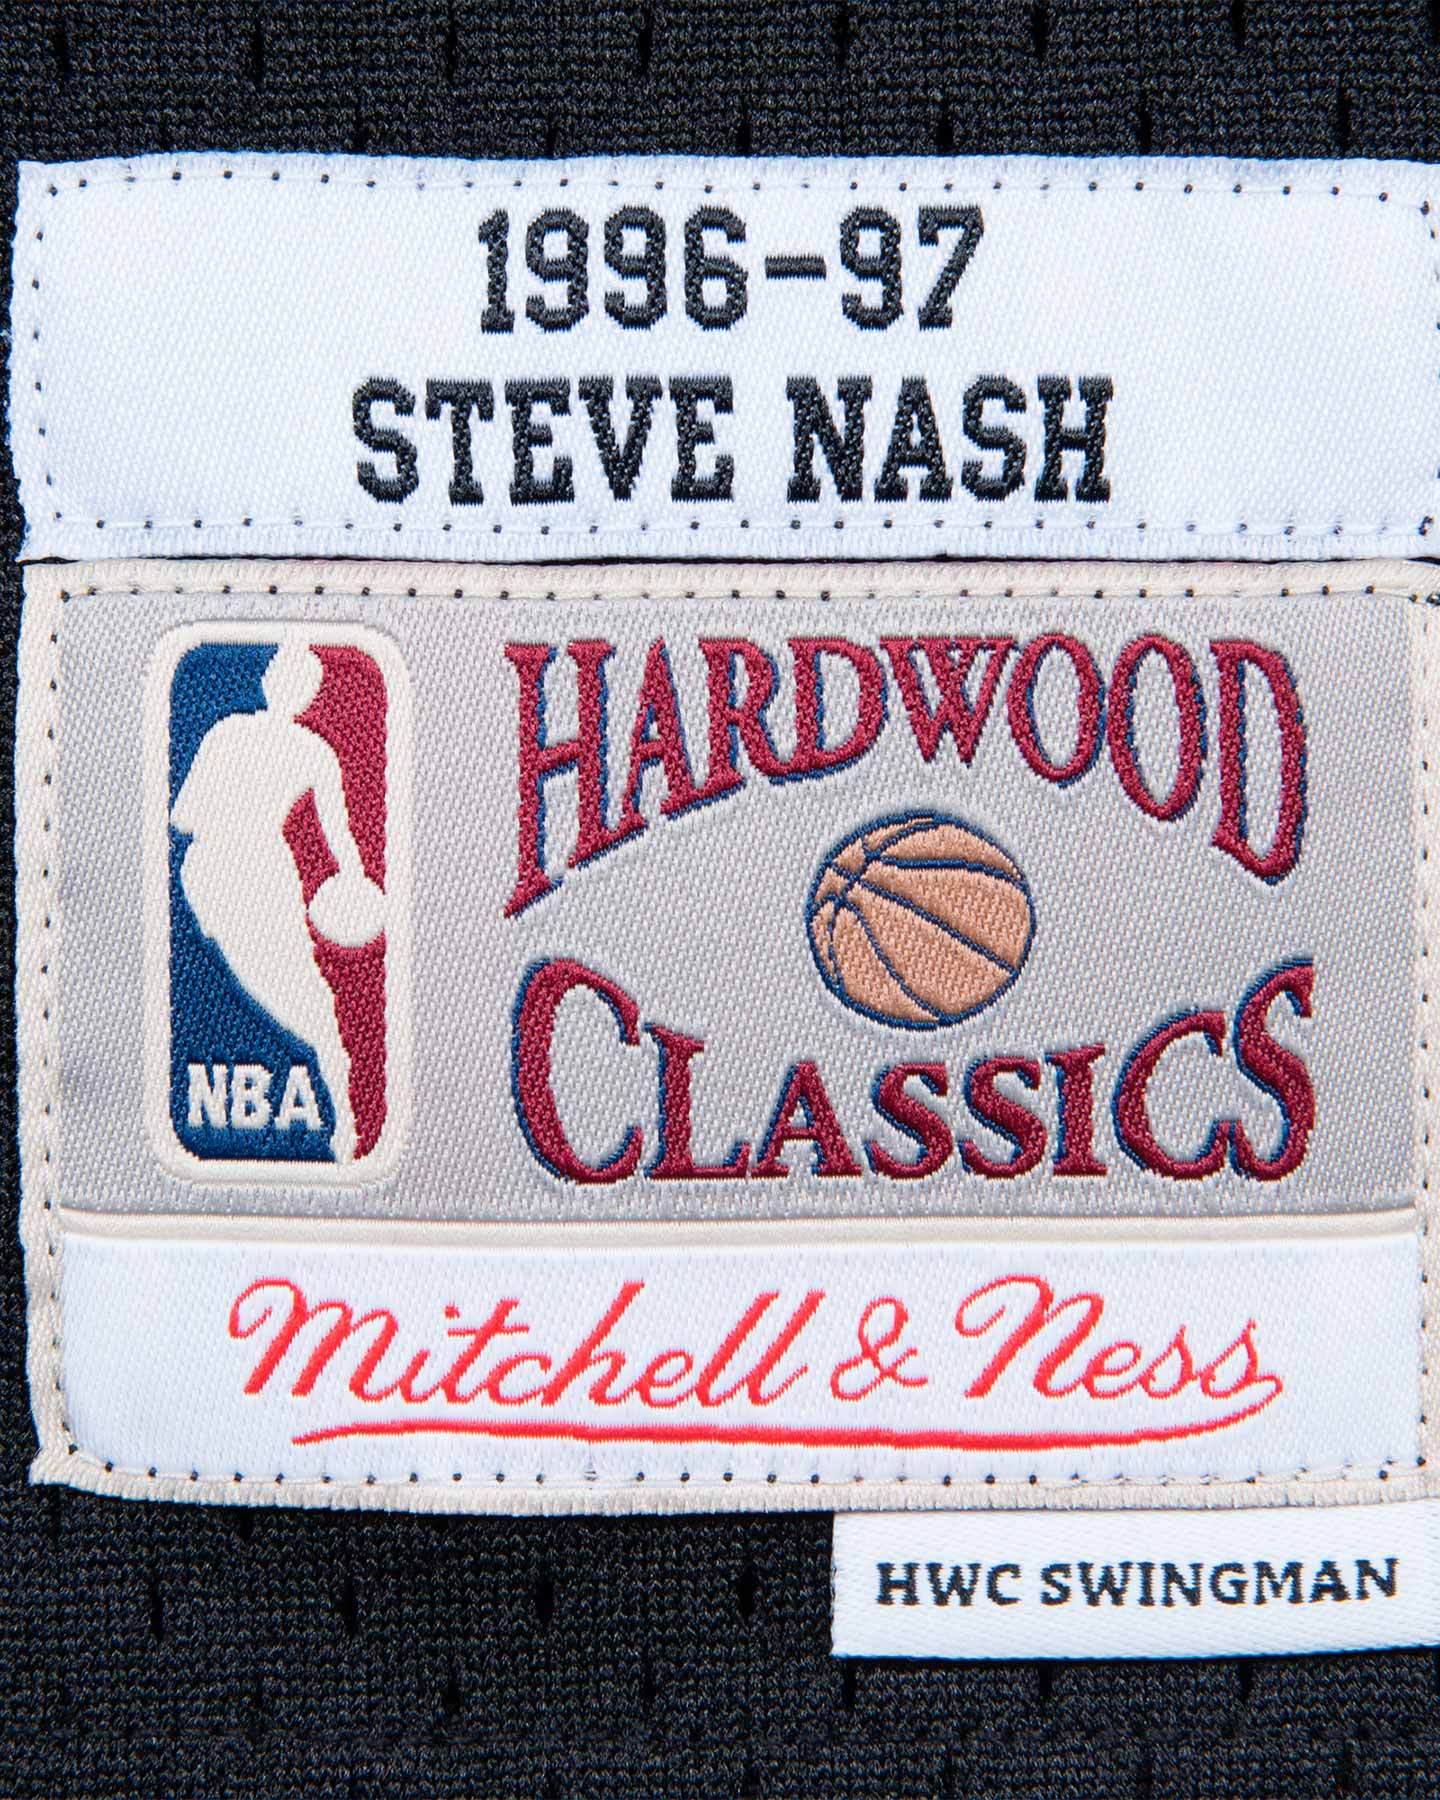 1996-97
STEVE NASH
HARDWOOD
CLASSICS
NBA
Mitchell & Ness
HWC SWINGMAN